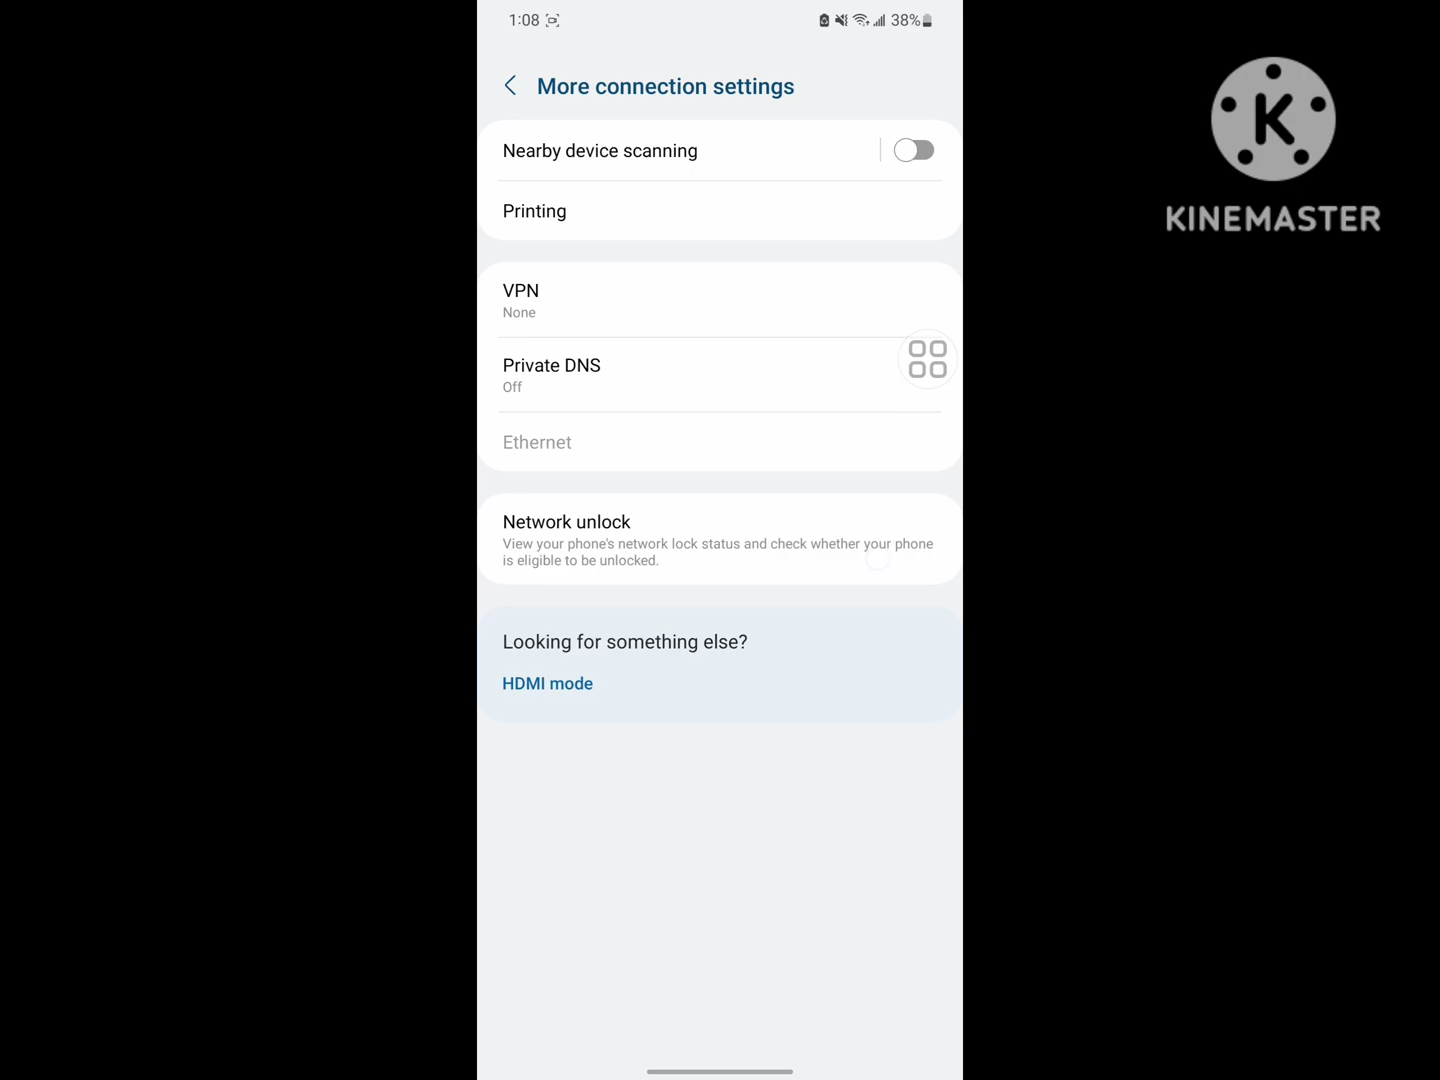 1:08
38%
More connection settings
Nearby device scanning
Printing
VPN
None
Private DNS
Off
Ethernet
Network unlock
View your phone's network lock status and check whether your phone
is eligible to be unlocked.
Looking for something else?
HDMI mode
K
KINEMASTER